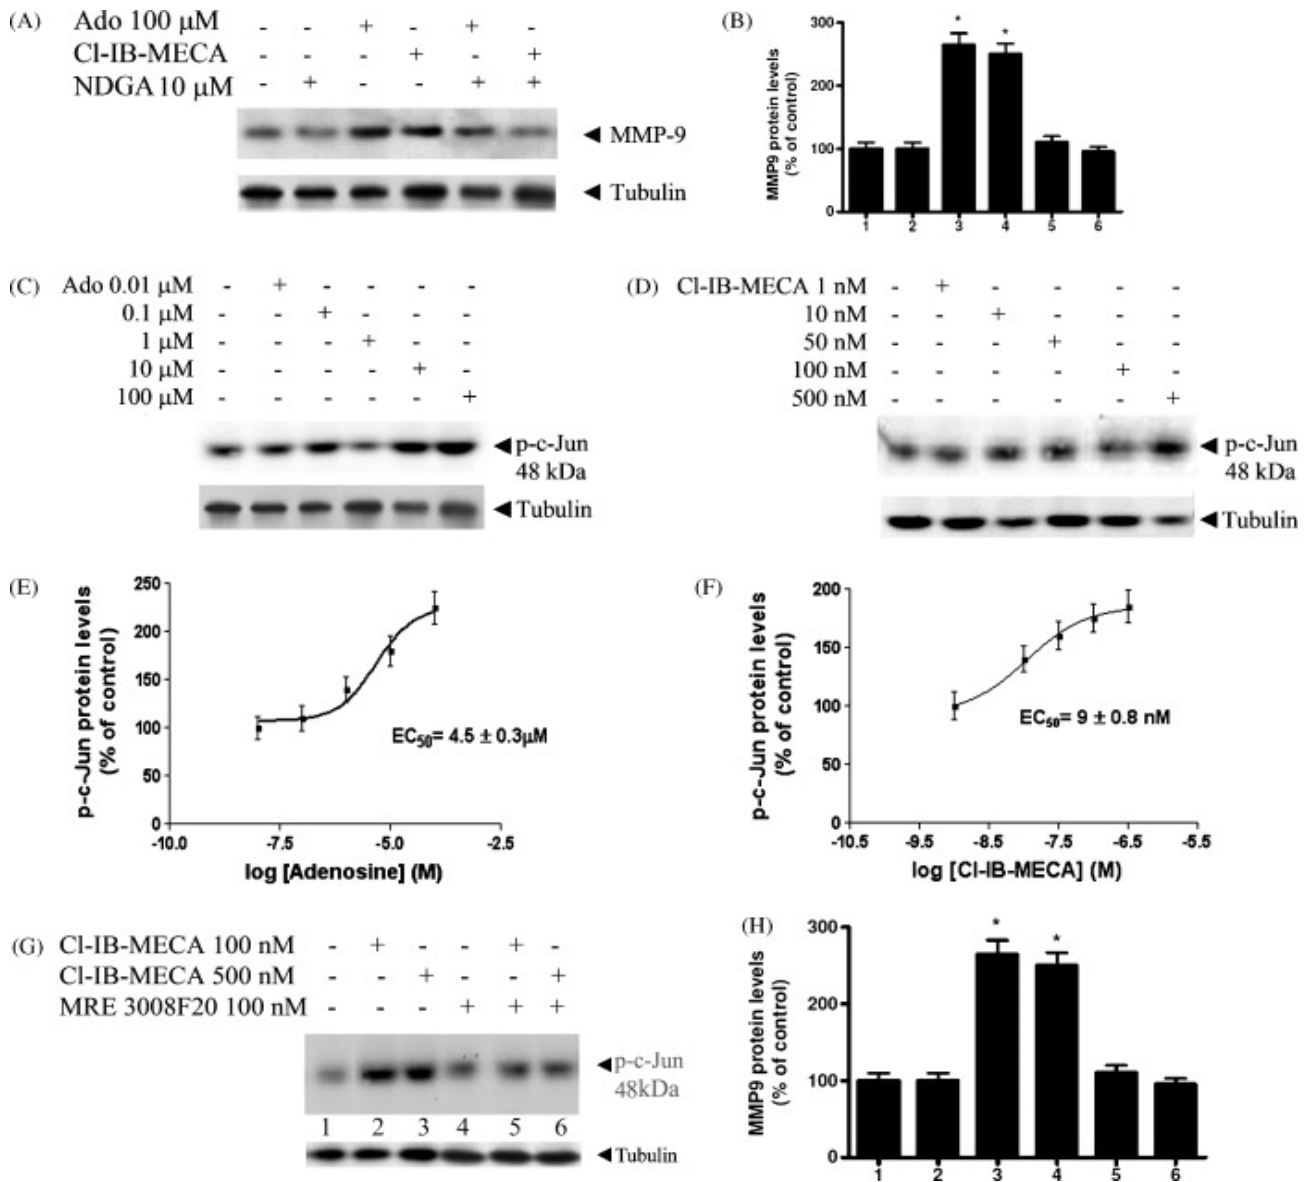 (A)
Ado 100 µM - - + - + -
Cl-IB-MECA - - - + - +
NDGA 10 µM - + - - + +
◄ MMP-9
◄ Tubulin
(B)
MMP9 protein levels
(% of control)
300
200
100
0
* *
1 2 3 4 5 6
(C)
Ado 0.01 µM - + - - - -
0.1 µM - - + - - -
1 µM - - - + - -
10 µM - - - - + -
100 µM - - - - - +
◄ p-c-Jun
48 kDa
◄ Tubulin
(D)
Cl-IB-MECA 1 nM - + - - - -
10 nM - - + - - -
50 nM - - - + - -
100 nM - - - - + -
500 nM - - - - - +
◄ p-c-Jun
48 kDa
◄ Tubulin
(E)
p-c-Jun protein levels
(% of control)
250
200
150
100
50
0
EC50= 4.5 ± 0.3µM
-10.0 -7.5 -5.0 -2.5
log [Adenosine] (M)
(F)
p-c-Jun protein levels
(% of control)
200
150
100
50
0
EC50= 9 ± 0.8 nM
-10.5 -9.5 -8.5 -7.5 -6.5 -5.5
log [Cl-IB-MECA] (M)
(G)
Cl-IB-MECA 100 nM - + - - + -
Cl-IB-MECA 500 nM - - + - - +
MRE 3008F20 100 nM - - - + + +
◄ p-c-Jun
48kDa
1 2 3 4 5 6
◄ Tubulin
(H)
MMP9 protein levels
(% of control)
300
200
100
0
* *
1 2 3 4 5 6